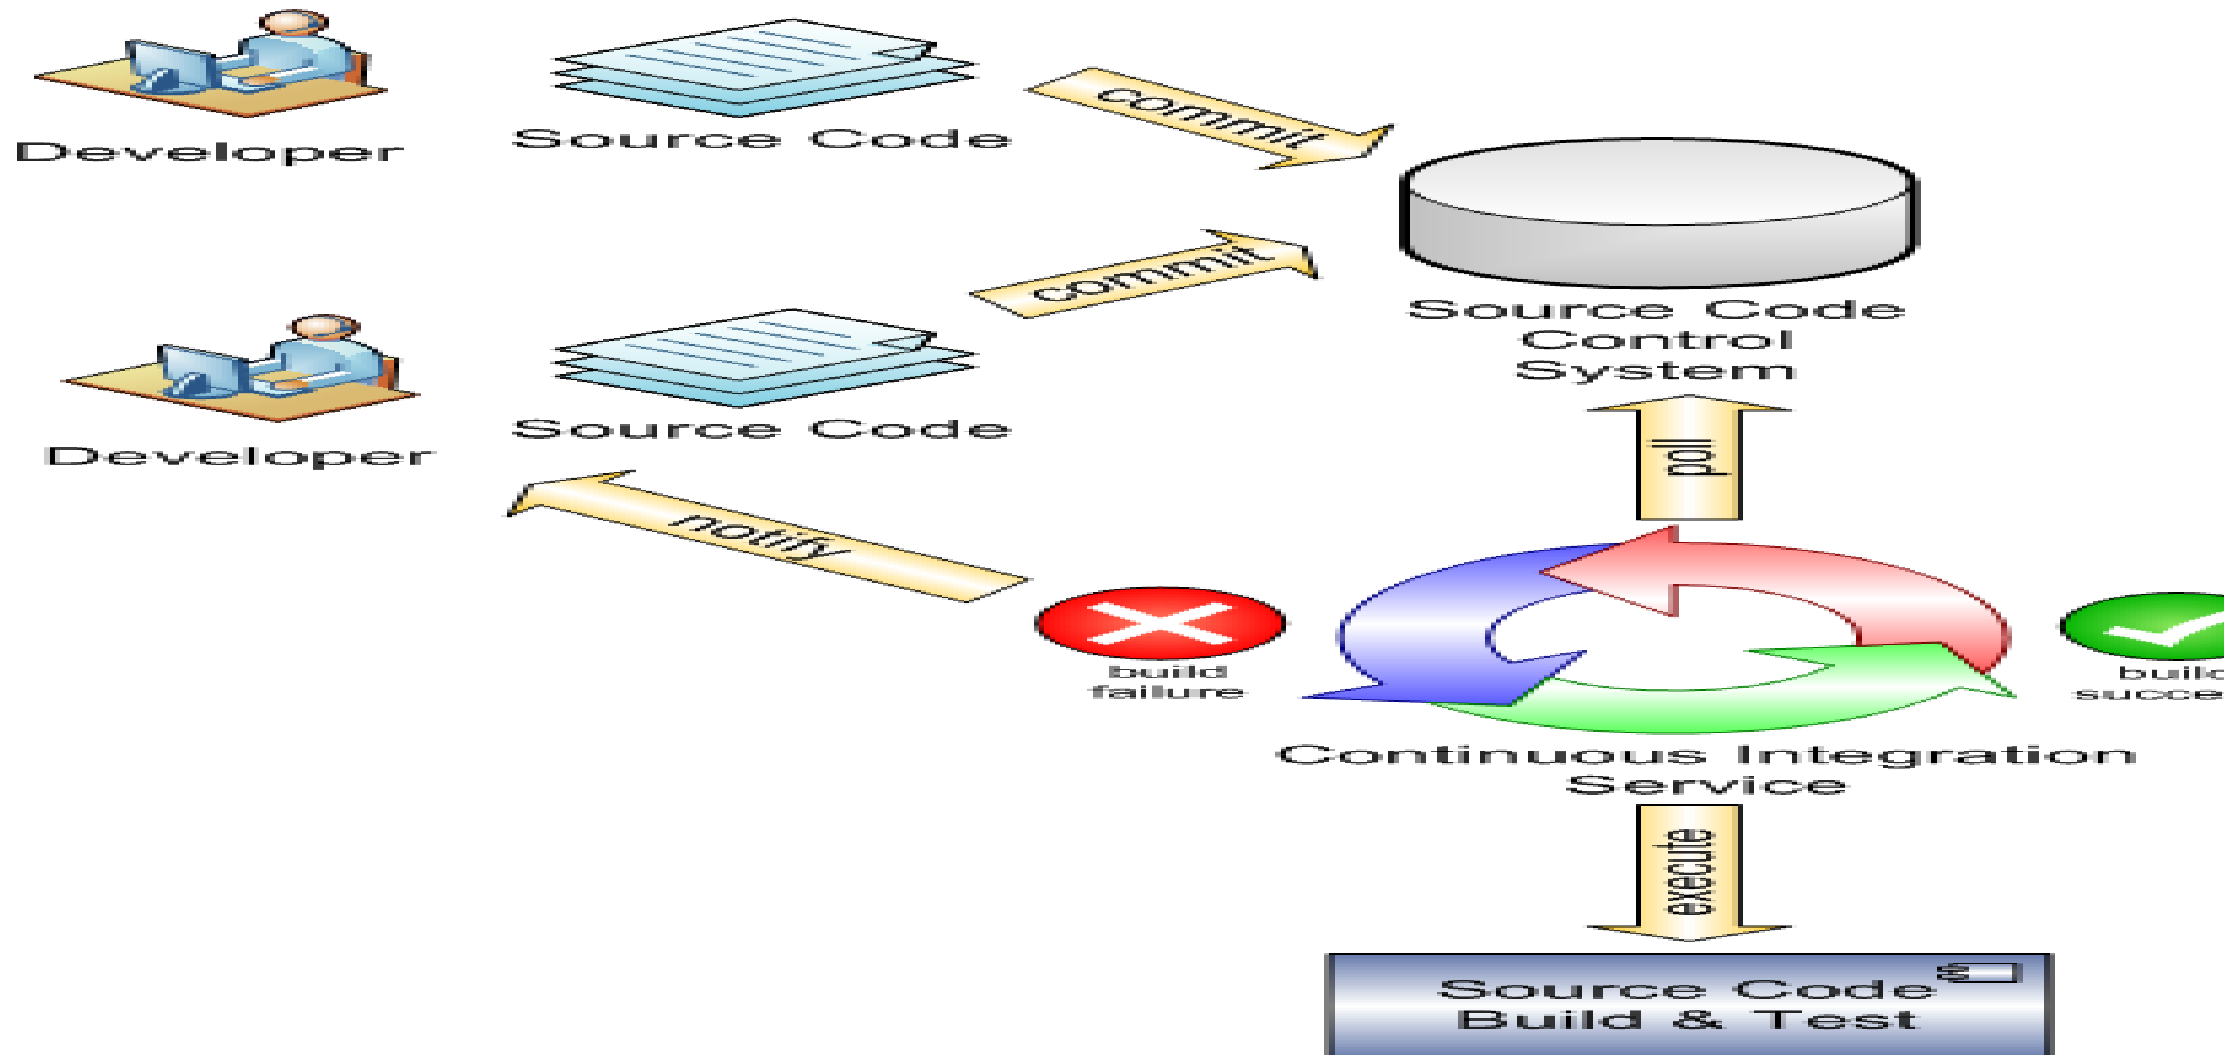 Developer
Source Code
commit
Source Code
Control
System
commit
Developer
Source Code
poll
notify
build
failure
build
Continuous Integration
Service
execute
Source Code
Build & Test